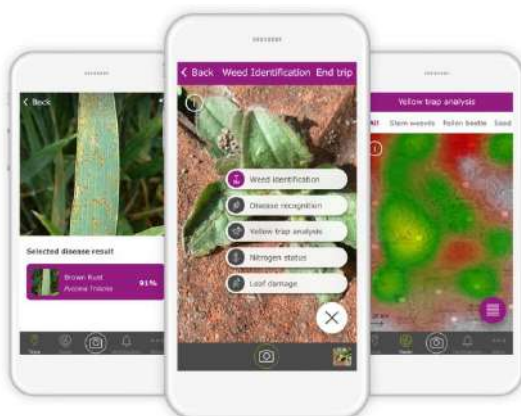 Back
Selected disease result
Brown Rust
91%
Back Weed Identification End trip
Weed identification
Disease recognition
Yellow trap analysis
Nitrogen status
Leaf damage
Yellow trap analysis
All Stem weevils Pollen beetle Seed